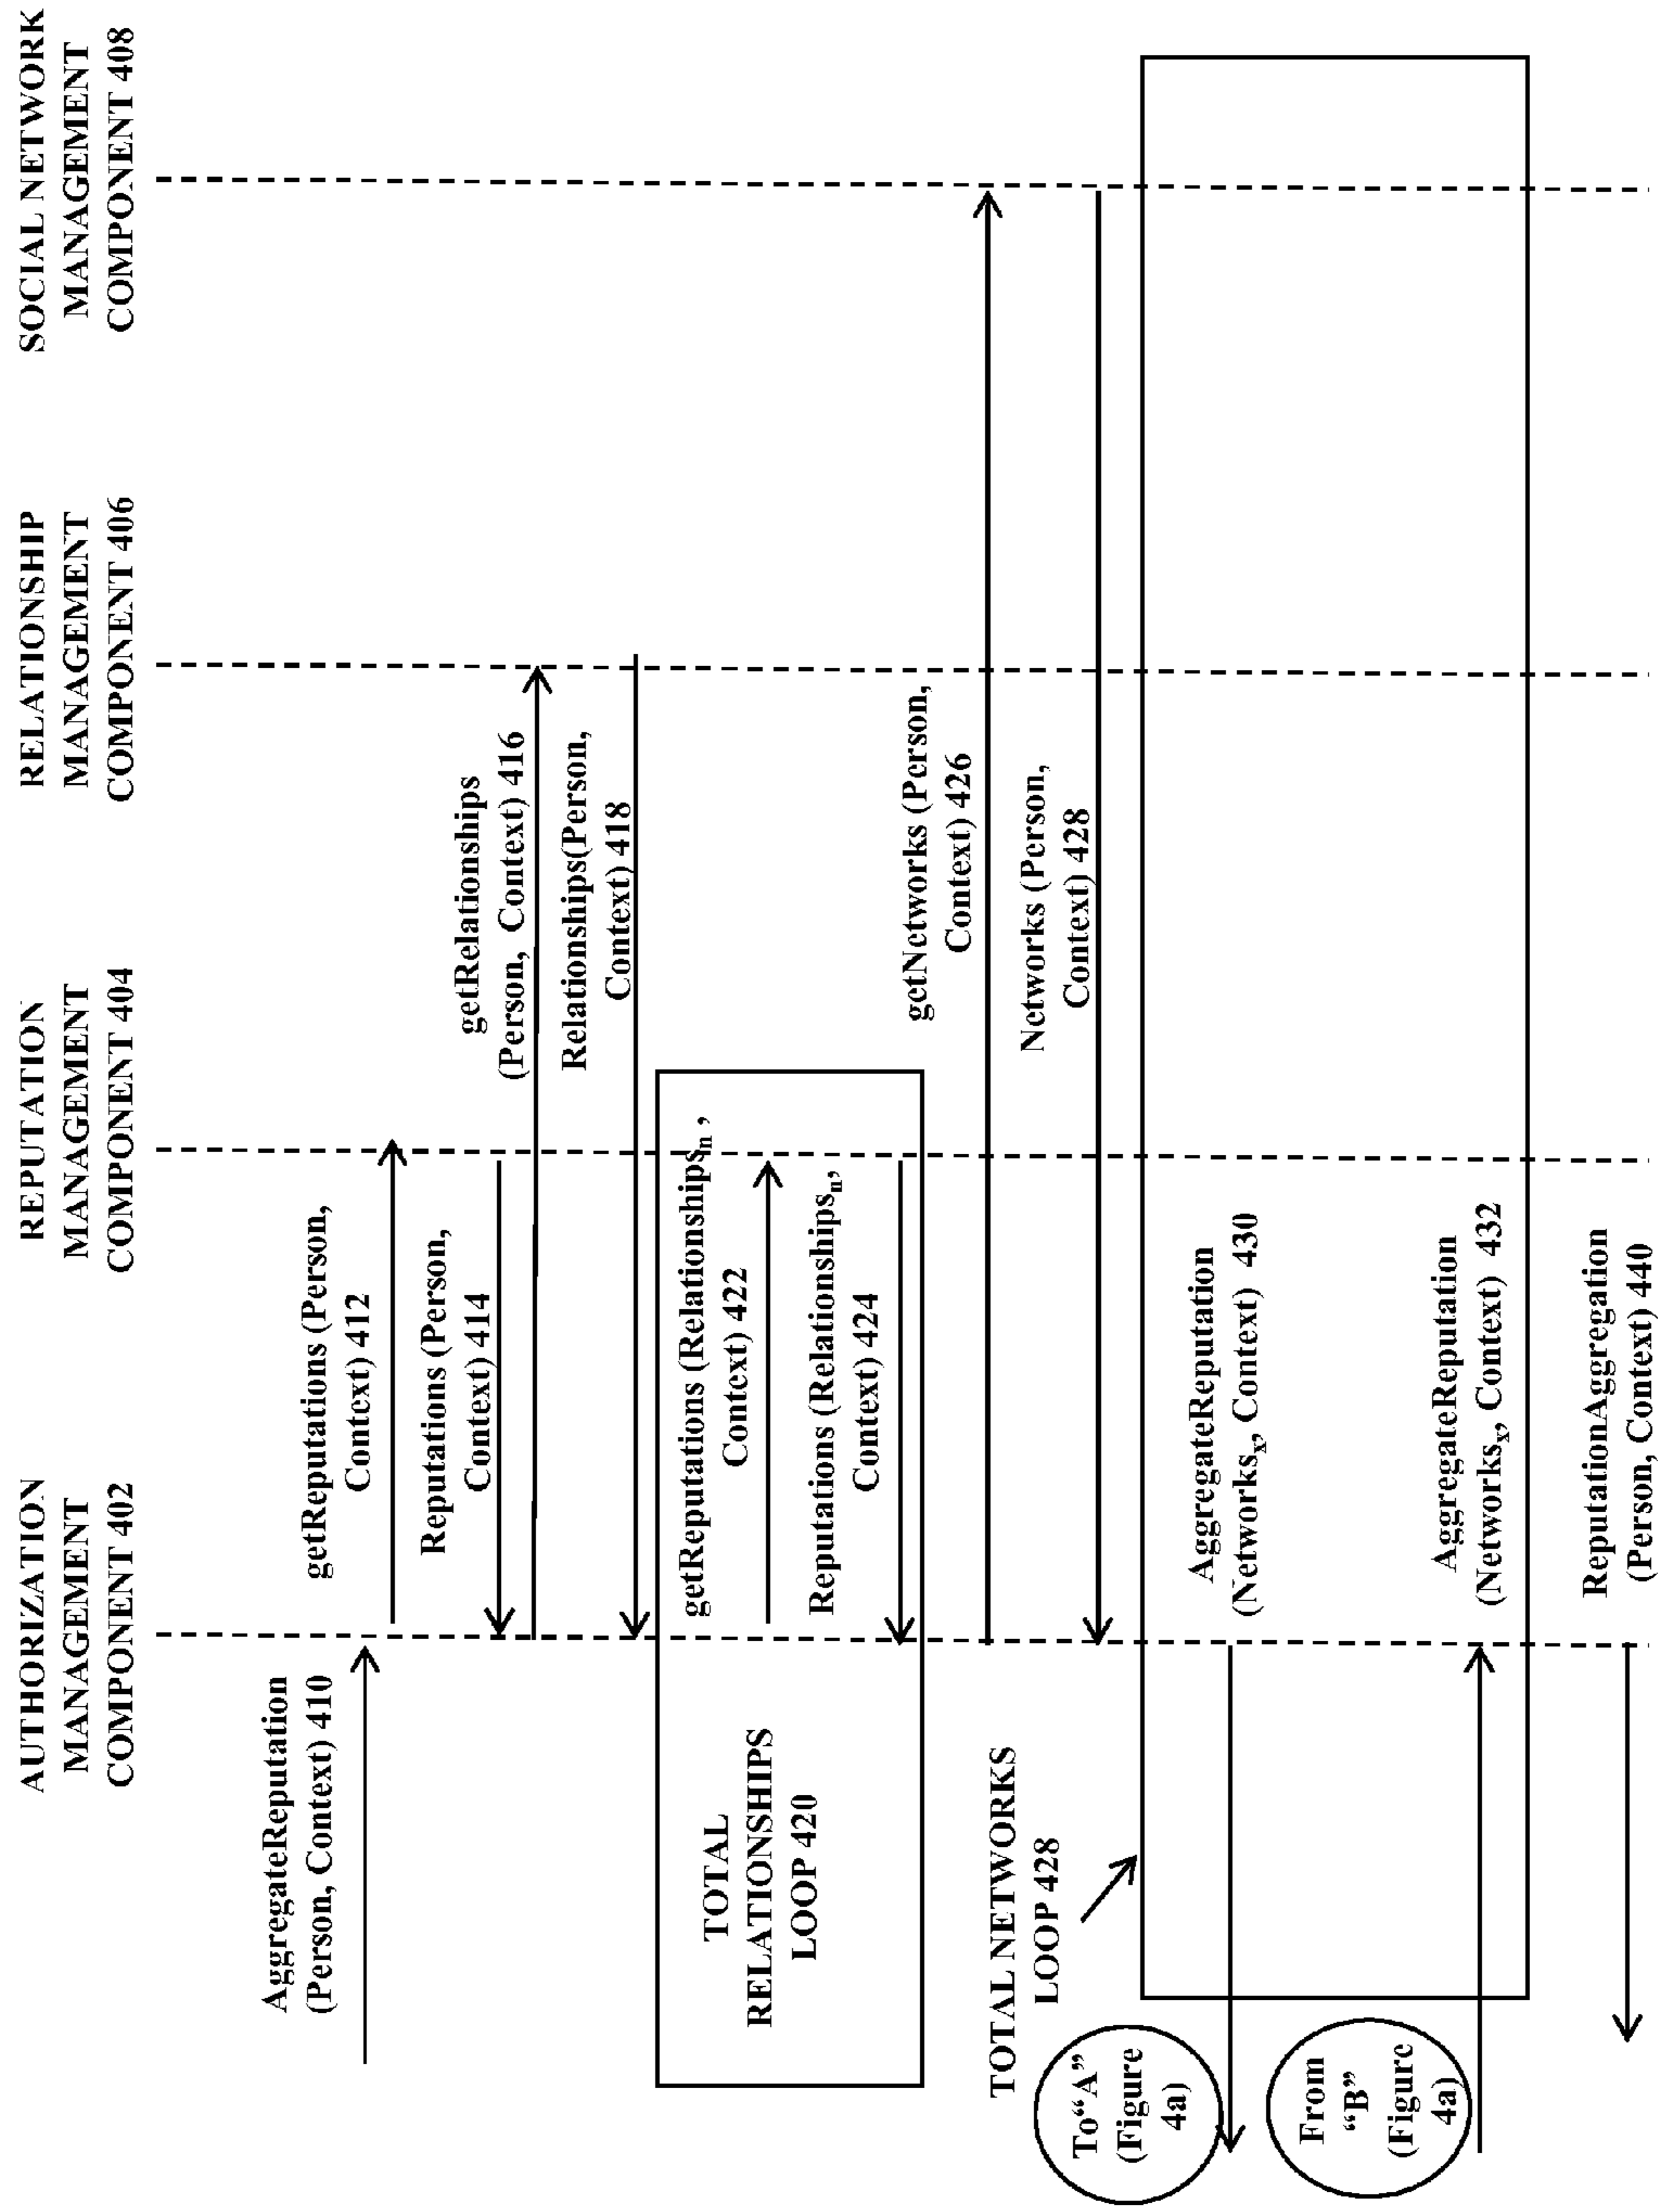 AUTHORIZATION
MANAGEMENT
COMPONENT 402
REPUTATION
MANAGEMENT
COMPONENT 404
RELATIONSHIP
MANAGEMENT
COMPONENT 406
SOCIAL NETWORK
MANAGEMENT
COMPONENT 408
AggregateReputation
(Person, Context) 410
getReputations (Person,
Context) 412
Reputations (Person,
Context) 414
getRelationships
(Person, Context) 416
Relationships(Person,
Context) 418
TOTAL
RELATIONSHIPS
LOOP 420
getReputations (Relationshipsn ,
Context) 422
Reputations (Relationshipsn,
Context) 424
getNetworks (Person,
Context) 426
Networks (Person,
Context) 428
TOTAL NETWORKS
LOOP 428
To“A”
(Figure
4a)
AggregateReputation
(Networksx, Context) 430
From
“B”
(Figure
4a)
AggregateReputation
(Networksx, Context) 432
ReputationAggregation
(Person, Context) 440